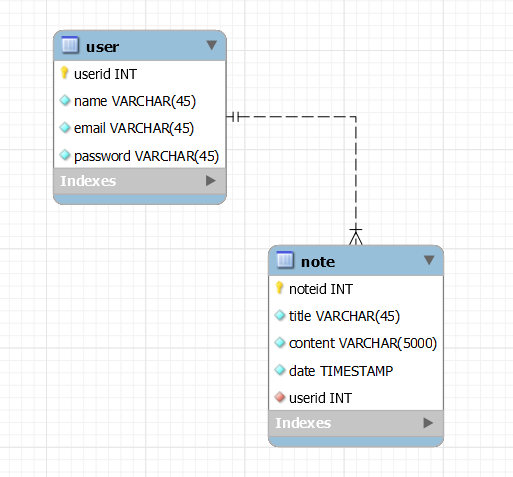 user
userid INT
name VARCHAR(45)
email VARCHAR(45)
password VARCHAR(45)
Indexes
note
noteid INT
title VARCHAR(45)
content VARCHAR(5000)
date TIMESTAMP
userid INT
Indexes